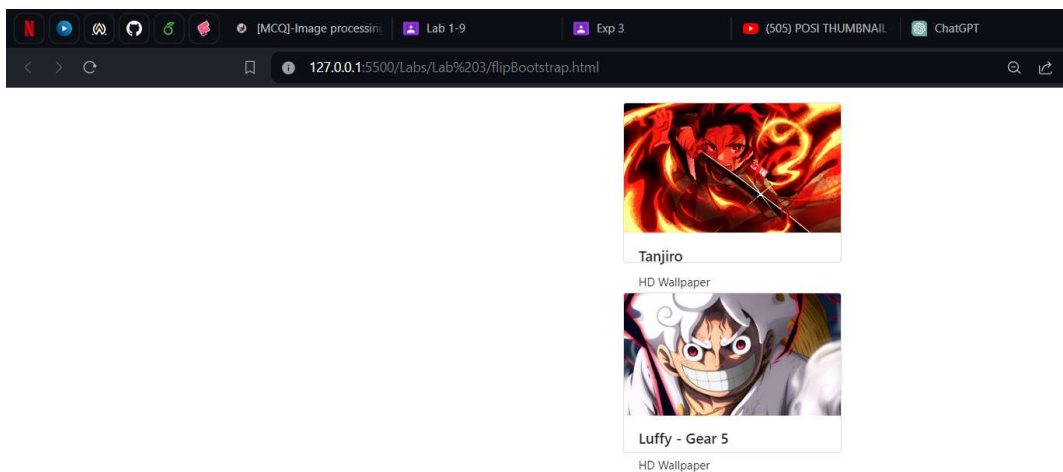 [MCQ]-Image processing Lab 1-9 Exp 3 (505) POSI THUMBNAIL ChatGPT
127.0.0.1:5500/Labs/Lab%203/flipBootstrap.html
Tanjiro
HD Wallpaper
Luffy - Gear 5
HD Wallpaper